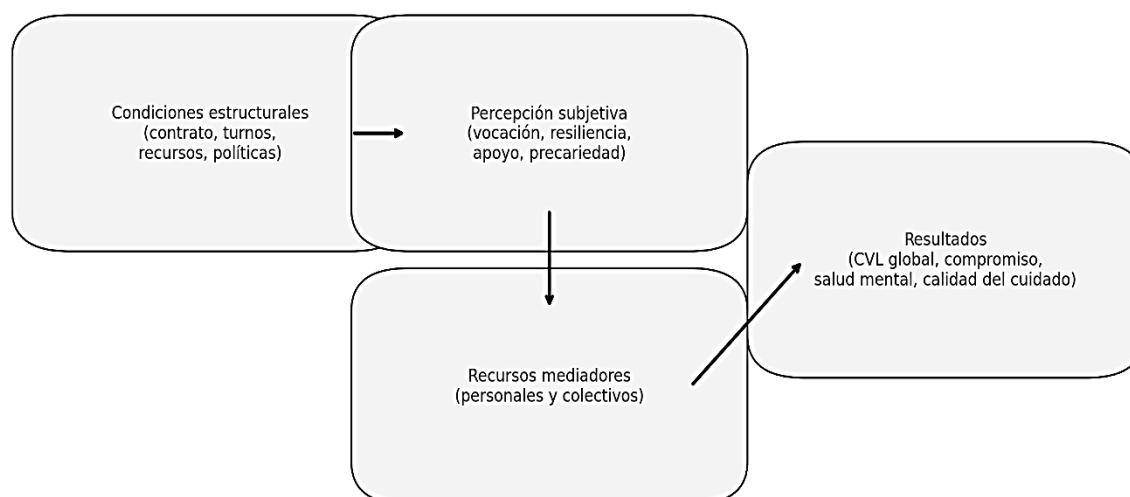 Condiciones estructurales
(contrato, turnos,
recursos, políticas)
Percepción subjetiva
(vocación, resiliencia,
apoyo, precariedad)
Recursos mediadores
(personales y colectivos)
Resultados
(CVL global, compromiso,
salud mental, calidad del cuidado)